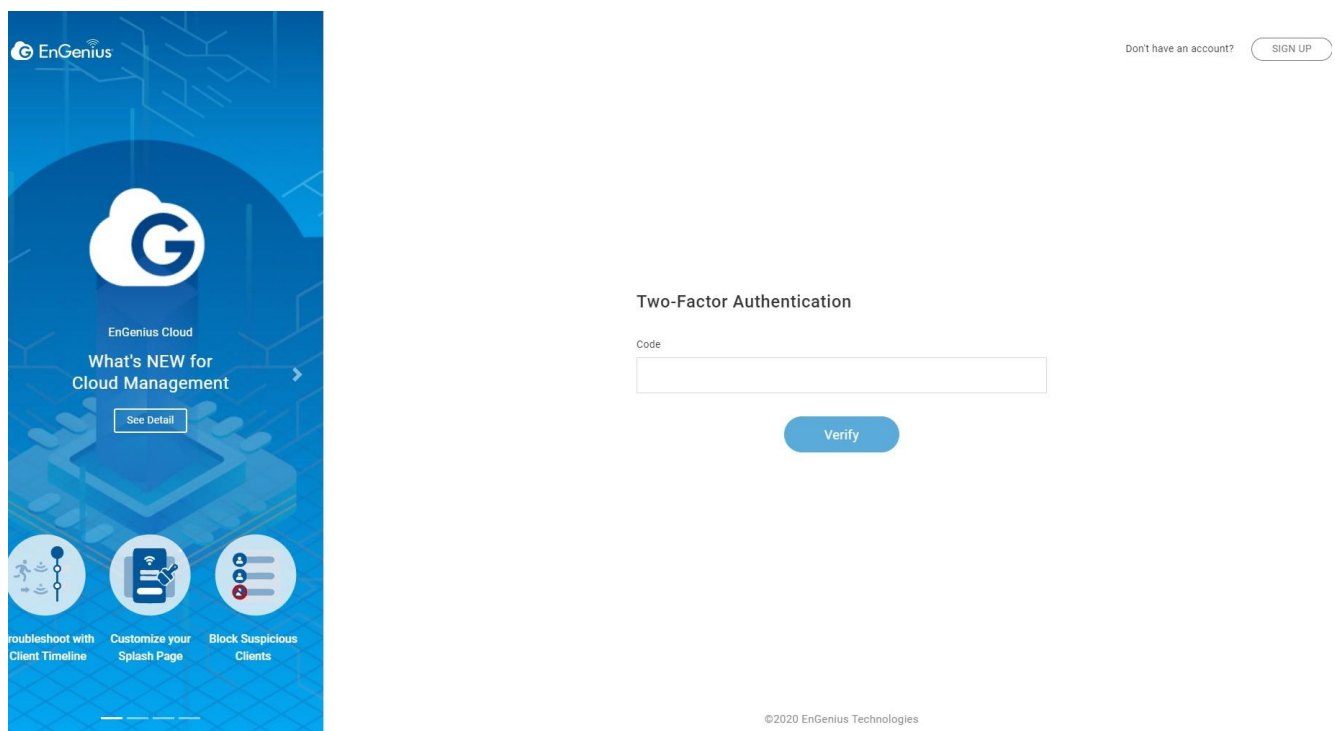 EnGenius
Don't have an account?
SIGN UP
G
EnGenius Cloud
What's NEW for
Cloud Management
See Detail
Two-Factor Authentication
Code
Verify
roubleshoot with
Client Timeline
Customize your
Splash Page
Block Suspicious
Clients
©2020 EnGenius Technologies